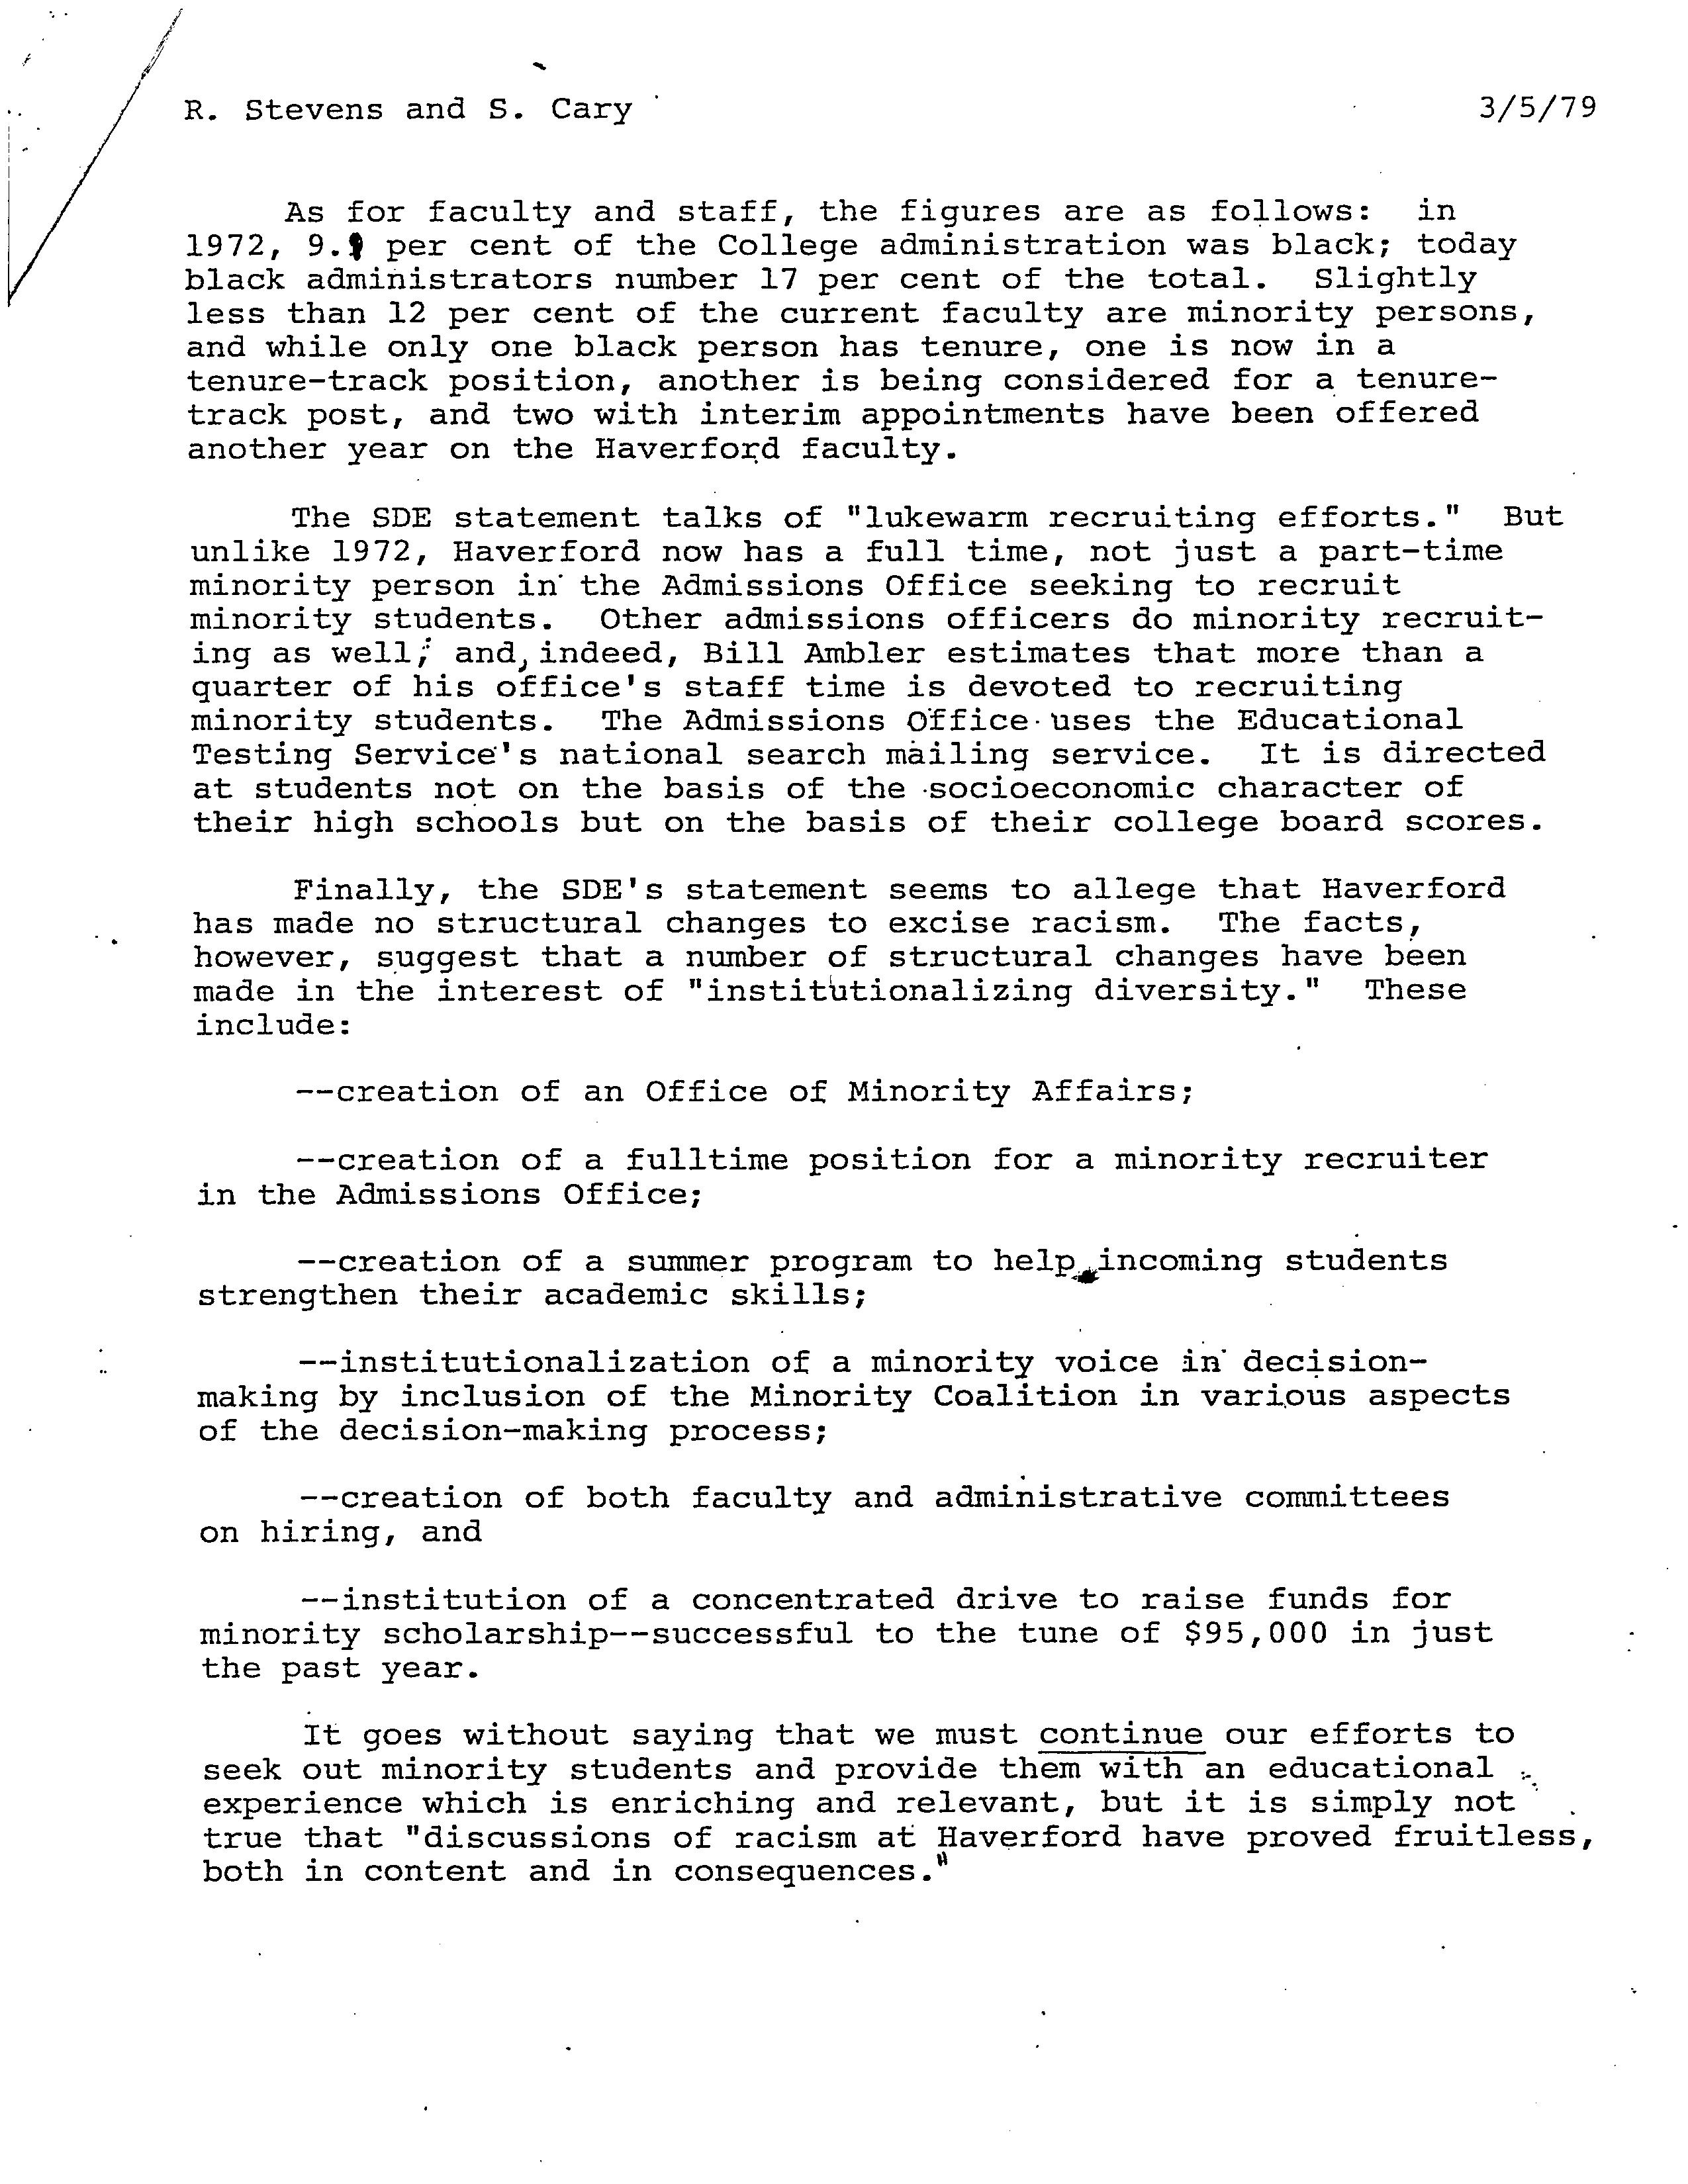 R. Stevens and S. Cary 3/5/79
As for faculty and staff, the figures are as follows: in
1972, 9.9 per cent of the College administration was black; today
black administrators number 17 per cent of the total. Slightly
less than 12 per cent of the current faculty are minority persons,
and while only one black person has tenure, one is now in a
tenure-track position, another is being considered for a tenure-
track post, and two with interim appointments have been offered
another year on the Haverford faculty.
The SDE statement talks of "lukewarm recruiting efforts." But
unlike 1972, Haverford now has a full time, not just a part-time
minority person in the Admissions Office seeking to recruit
minority students. Other admissions officers do minority recruit-
ing as well; and, indeed, Bill Ambler estimates that more than a
quarter of his office's staff time is devoted to recruiting
minority students. The Admissions Office uses the Educational
Testing Service's national search mailing service. It is directed
at students not on the basis of the socioeconomic character of
their high schools but on the basis of their college board scores.
Finally, the SDE's statement seems to allege that Haverford
has made no structural changes to excise racism. The facts,
however, suggest that a number of structural changes have been
made in the interest of "institutionalizing diversity." These
include:
--creation of an Office of Minority Affairs;
--creation of a fulltime position for a minority recruiter
in the Admissions Office;
--creation of a summer program to help incoming students
strengthen their academic skills;
--institutionalization of a minority voice in decision-
making by inclusion of the Minority Coalition in various aspects
of the decision-making process;
--creation of both faculty and administrative committees
on hiring, and
--institution of a concentrated drive to raise funds for
minority scholarship--successful to the tune of $95,000 in just
the past year.
It goes without saying that we must continue our efforts to
seek out minority students and provide them with an educational
experience which is enriching and relevant, but it is simply not
true that "discussions of racism at Haverford have proved fruitless,
both in content and in consequences."